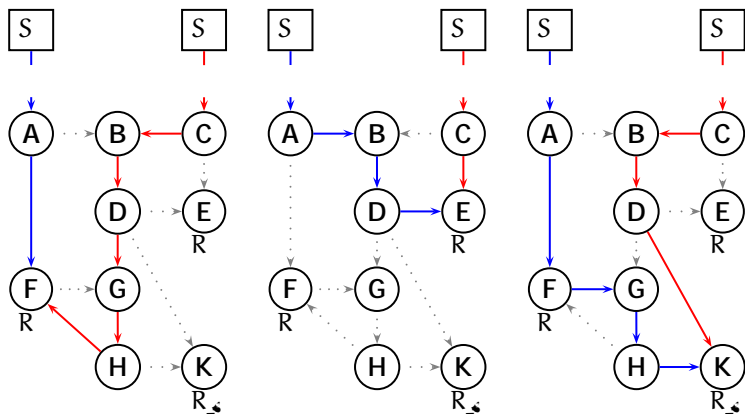 S S S S S S
A B C A B C A B C
D E D E D E
R R R
F G F G F G
R R R
H K H K H K
R R R